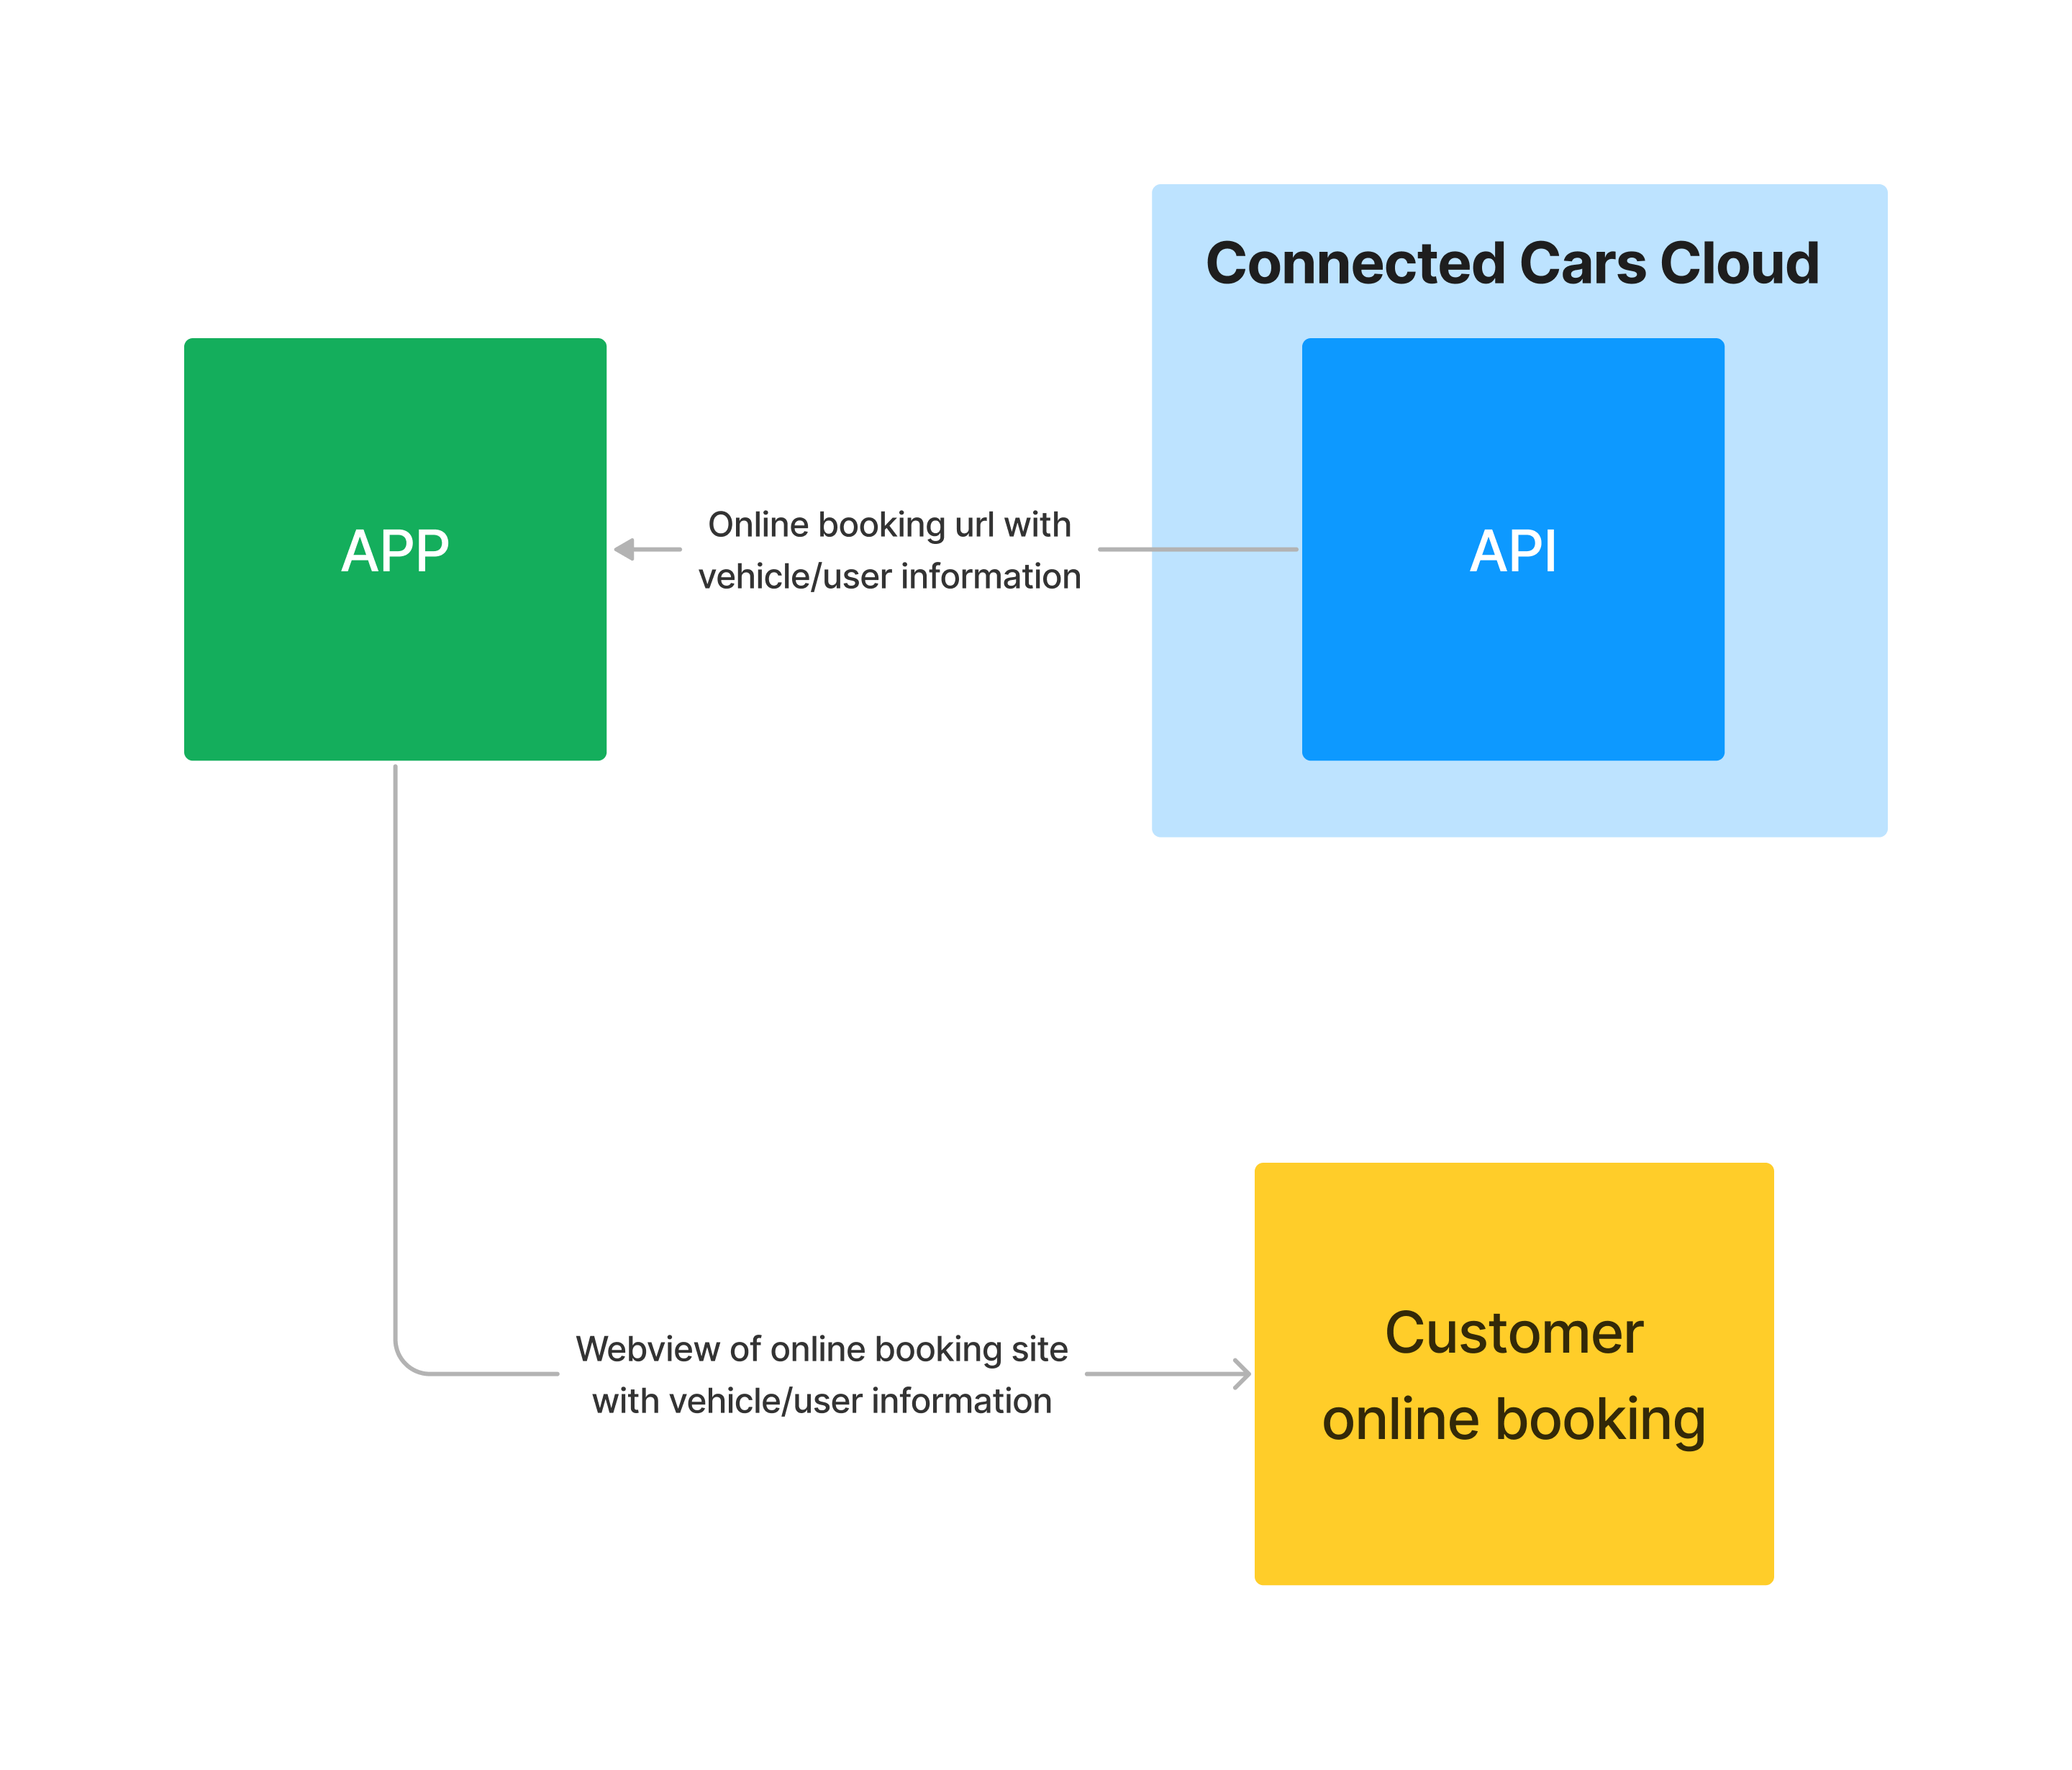 Connected Cars Cloud
APP
Online booking url with
vehicle/user information
API
Webview of online booking site
with vehicle/user information
Customer
online booking